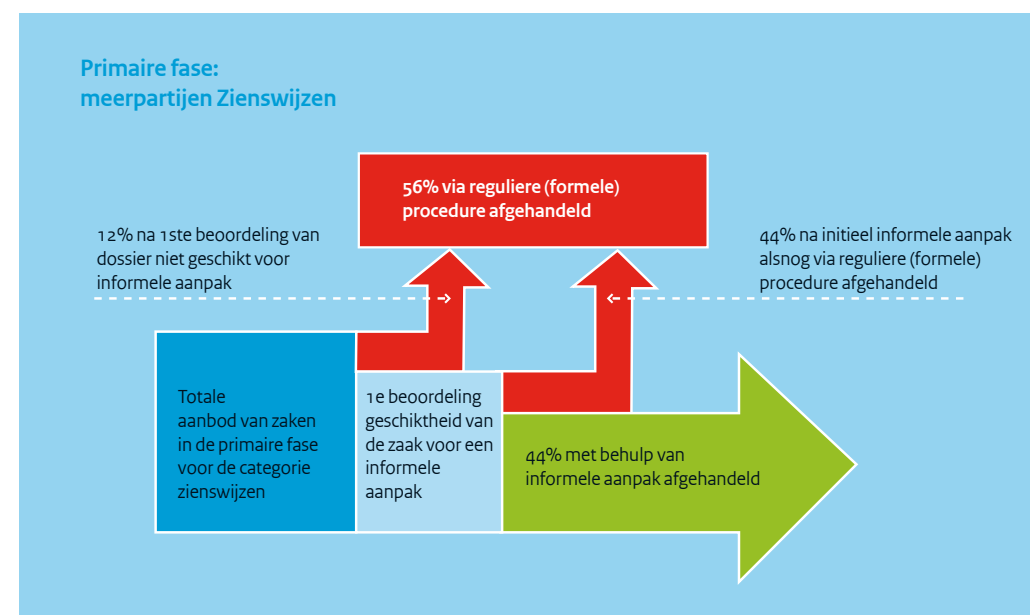 Primaire fase:
meerpartijen Zienswijzen
56% via reguliere (formele)
procedure afgehandeld
12% na 1ste beoordeling van
dossier niet geschikt voor
informele aanpak
44% na initieel informele aanpak
alsnog via reguliere (formele)
procedure afgehandeld
Totale
aanbod van zaken
in de primaire fase
voor de categorie
zienswijzen
1e beoordeling
geschiktheid van
de zaak voor een
informele
aanpak
44% met behulp van
informele aanpak afgehandeld